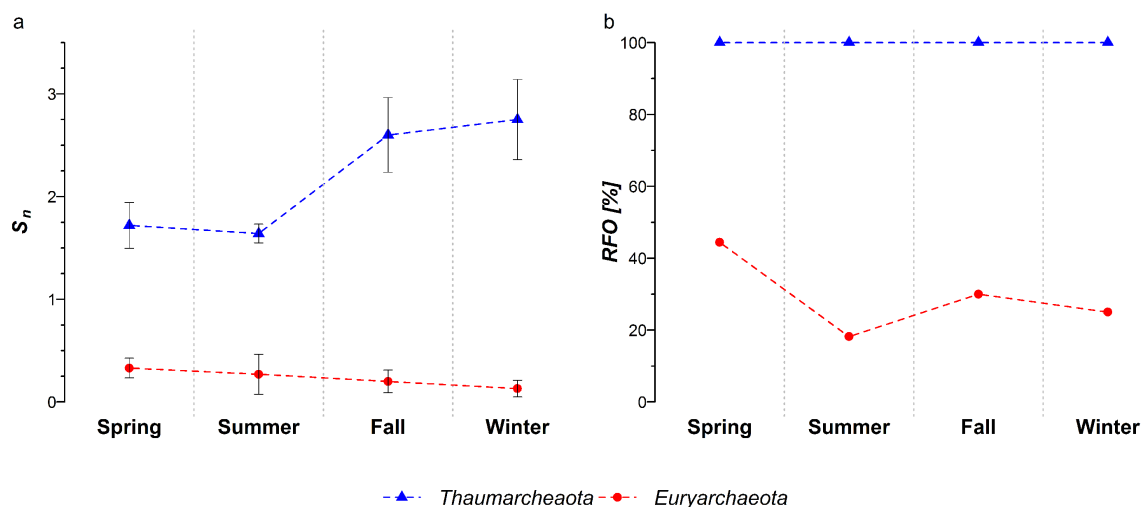 a
S_n
3
2
1
0
Spring Summer Fall Winter
b
RFO [%]
100
80
60
40
20
0
Spring Summer Fall Winter
Thaumarcheaota Euryarchaeota